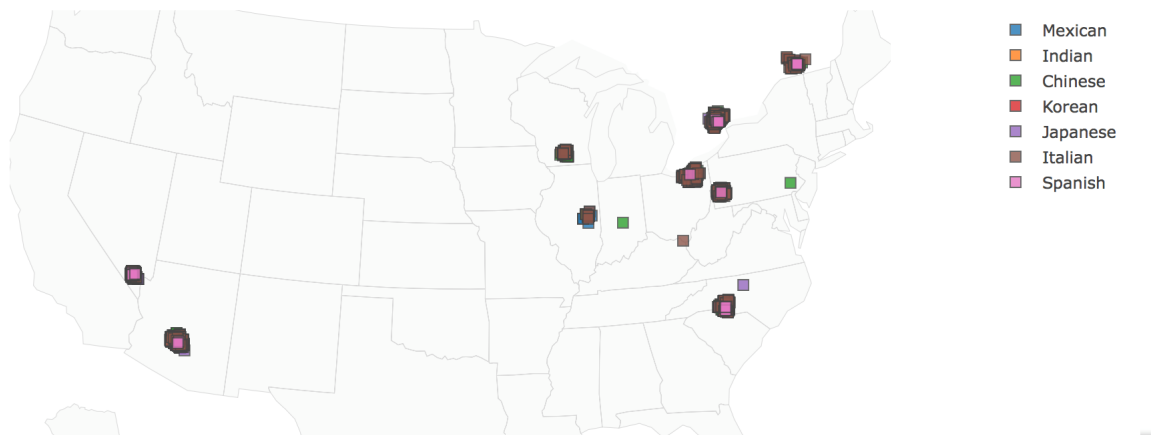 Mexican
Indian
Chinese
Korean
Japanese
Italian
Spanish